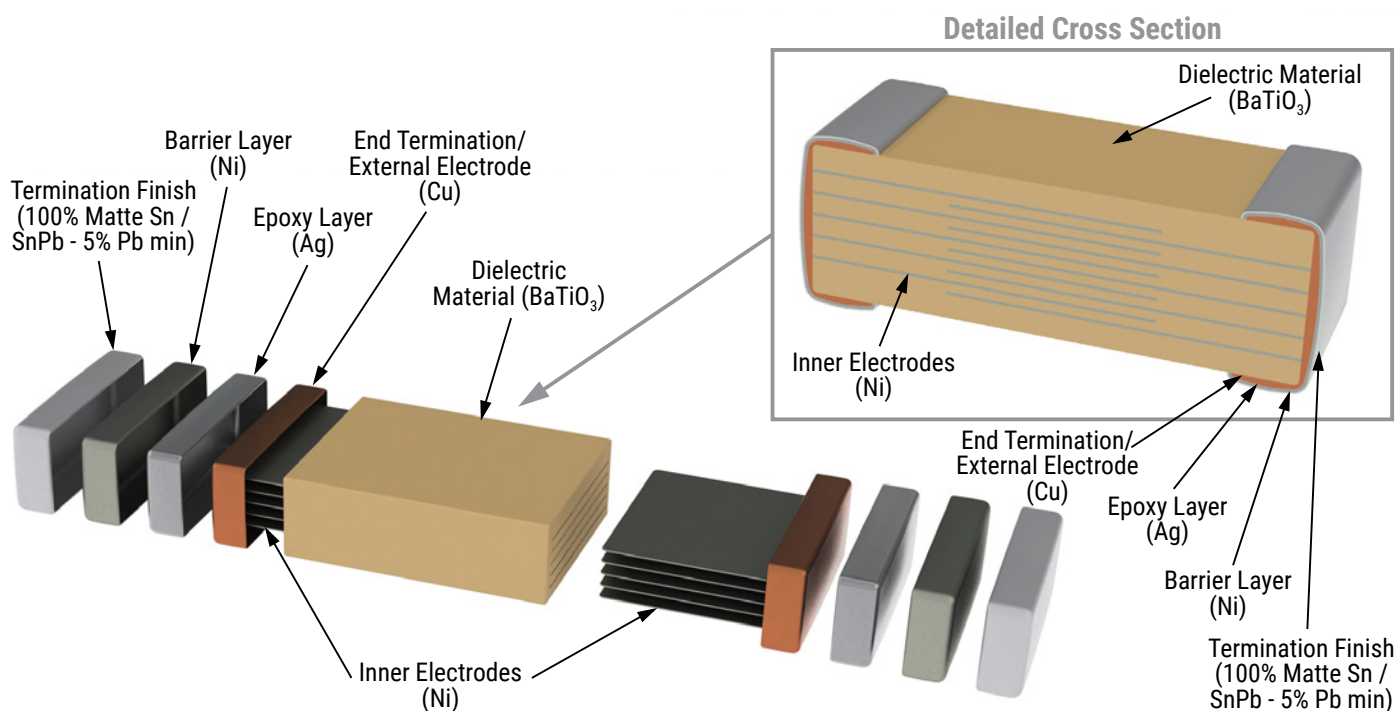 Detailed Cross Section
Dielectric Material
(BaTiO₃)
Inner Electrodes
(Ni)
End Termination/
External Electrode
(Cu)
Epoxy Layer
(Ag)
Barrier Layer
(Ni)
Termination Finish
(100% Matte Sn /
SnPb - 5% Pb min)
Termination Finish
(100% Matte Sn /
SnPb - 5% Pb min)
Barrier Layer
(Ni)
Epoxy Layer
(Ag)
End Termination/
External Electrode
(Cu)
Dielectric
Material (BaTiO₃)
Inner Electrodes
(Ni)